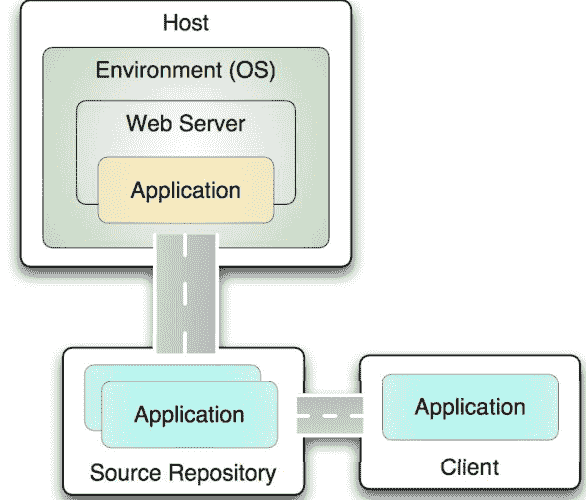 Host
Environment (OS)
Web Server
Application
Application
Source Repository
Application
Client